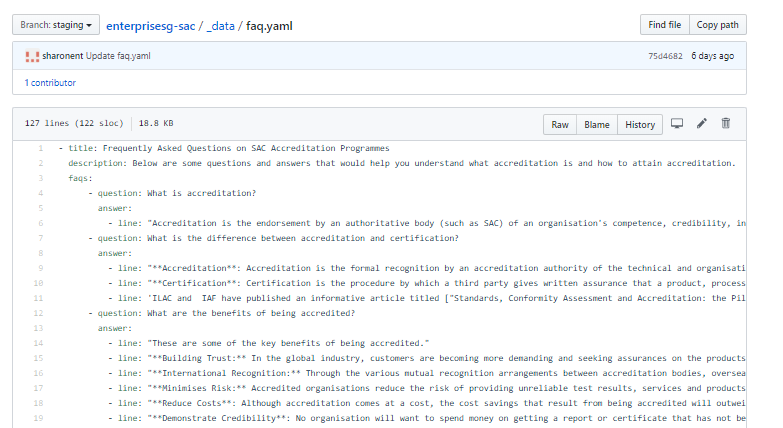 Branch: staging enterprisesg-sac / _data / faq.yaml Find file Copy path
sharonent Update faq.yaml 75d4682 6 days ago
1 contributor
127 lines (122 sloc) 18.8 KB Raw Blame History
1 - title: Frequently Asked Questions on SAC Accreditation Programmes
2 description: Below are some questions and answers that would help you understand what accreditation is and how to attain accreditation.
3 faqs:
4 - question: What is accreditation?
5 answer:
6 - line: "Accreditation is the endorsement by an authoritative body (such as SAC) of an organisation's competence, credibility, in
7 - question: What is the difference between accreditation and certification?
8 answer:
9 - line: "**Accreditation**: Accreditation is the formal recognition by an accreditation authority of the technical and organisati
10 - line: "**Certification**: Certification is the procedure by which a third party gives written assurance that a product, process
11 - line: 'ILAC and IAF have published an informative article titled ["Standards, Conformity Assessment and Accreditation: the Pil
12 - question: What are the benefits of being accredited?
13 answer:
14 - line: "These are some of the key benefits of being accredited."
15 - line: "**Building Trust:** In the global industry, customers are becoming more demanding and seeking assurances on the products
16 - line: "**International Recognition:** Through the various mutual recognition arrangements between accreditation bodies, oversea
17 - line: "**Minimises Risk:** Accredited organisations reduce the risk of providing unreliable test results, services and products
18 - line: "**Reduce Costs**: Although accreditation comes at a cost, the cost savings that result from being accredited will outwei
19 - line: "**Demonstrate Credibility**: No organisation will want to spend money on getting a report or certificate that has not be